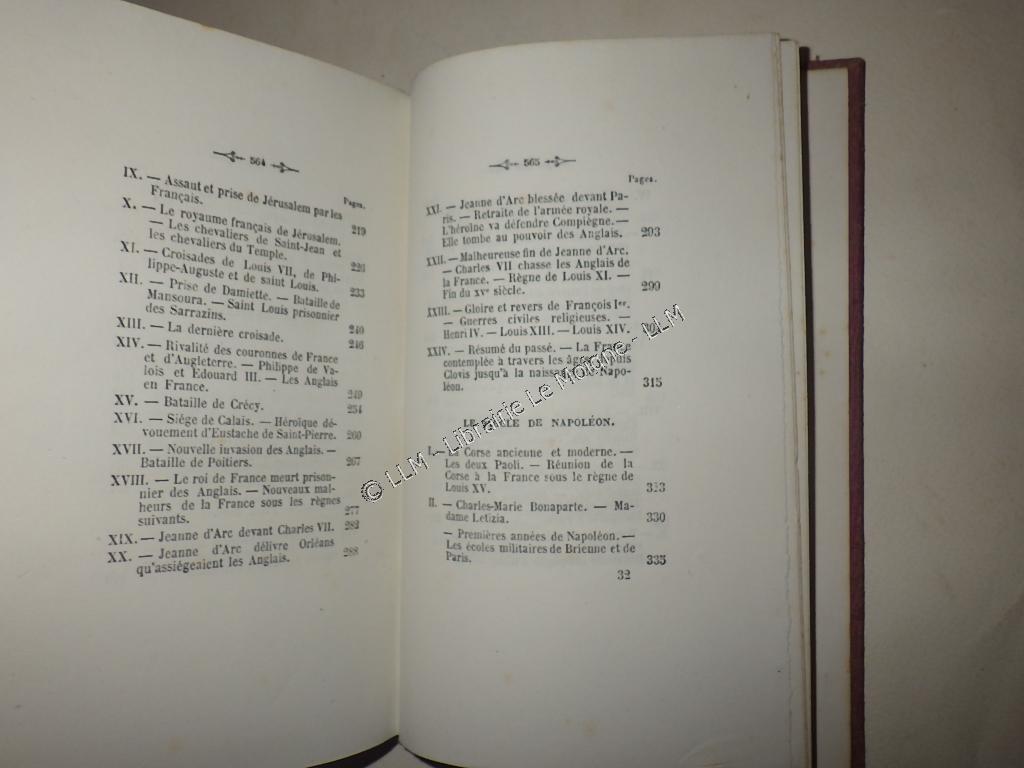 564
Pages.
IX. — Assaut et prise de Jérusalem par les
Français. 219
X. — Le royaume français de Jérusalem.
— Les chevaliers de Saint-Jean et
les chevaliers du Temple. 226
XI. — Croisades de Louis VII, de Phi-
lippe-Auguste et de saint Louis. 233
XII. — Prise de Damiette. — Bataille de
Mansoura. — Saint Louis prisonnier
des Sarrazins. 240
XIII. — La dernière croisade. 246
XIV. — Rivalité des couronnes de France
et d'Angleterre. — Philippe de Va-
lois et Edouard III. — Les Anglais
en France. 249
XV. — Bataille de Crécy. 254
XVI. — Siége de Calais. — Héroïque dé-
vouement d'Eustache de Saint-Pierre. 260
XVII. — Nouvelle invasion des Anglais. —
Bataille de Poitiers. 267
XVIII. — Le roi de France meurt prison-
nier des Anglais. — Nouveaux mal-
heurs de la France sous les règnes
suivants. 277
XIX. — Jeanne d'Arc devant Charles VII. 282
XX. — Jeanne d'Arc délivre Orléans
qu'assiégeaient les Anglais. 288
565
Pages.
XXI. — Jeanne d'Arc blessée devant Pa-
ris. — Retraite de l'armée royale. —
L'héroïne va défendre Compiègne. —
Elle tombe au pouvoir des Anglais. 293
XXII. — Malheureuse fin de Jeanne d'Arc.
— Charles VII chasse les Anglais de
la France. — Règne de Louis XI. —
Fin du XVe siècle. 299
XXIII. — Gloire et revers de François Ier.
— Guerres civiles religieuses. —
Henri IV. — Louis XIII. — Louis XIV.
XXIV. — Résumé du passé. — La France
contemplée à travers les âges depuis
Clovis jusqu'à la naissance de Napo-
léon. 315
LE SIÈCLE DE NAPOLÉON.
I. — La Corse ancienne et moderne. —
Les deux Paoli. — Réunion de la
Corse à la France sous le règne de
Louis XV. 323
II. — Charles-Marie Bonaparte. — Ma-
dame Letizia. 330
— Premières années de Napoléon. —
Les écoles militaires de Brienne et de
Paris. 335
32
© LLM - Librairie Le Moigne - LLM